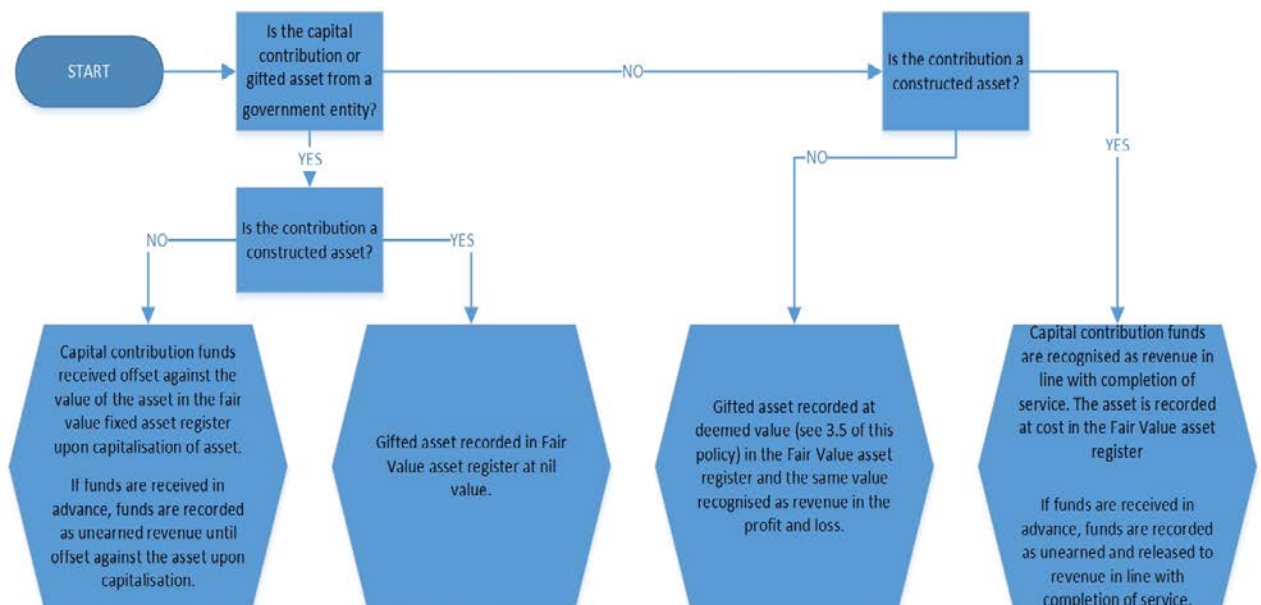 START
Is the capital
contribution or
gifted asset from a
government entity?
NO
Is the contribution a
constructed asset?
YES
NO
YES
Is the contribution a
constructed asset?
NO
YES
Capital contribution funds
received offset against the
value of the asset in the fair
value fixed asset register
upon capitalisation of asset.
If funds are received in
advance, funds are recorded
as unearned revenue until
offset against the asset upon
capitalisation.
Gifted asset recorded in Fair
Value asset register at nil
value.
Gifted asset recorded at
deemed value (see 3.5 of this
policy) in the Fair Value asset
register and the same value
recognised as revenue in the
profit and loss.
Capital contribution funds
are recognised as revenue in
line with completion of
service. The asset is recorded
at cost in the Fair Value asset
register
If funds are received in
advance, funds are recorded
as unearned and released to
revenue in line with
completion of service.